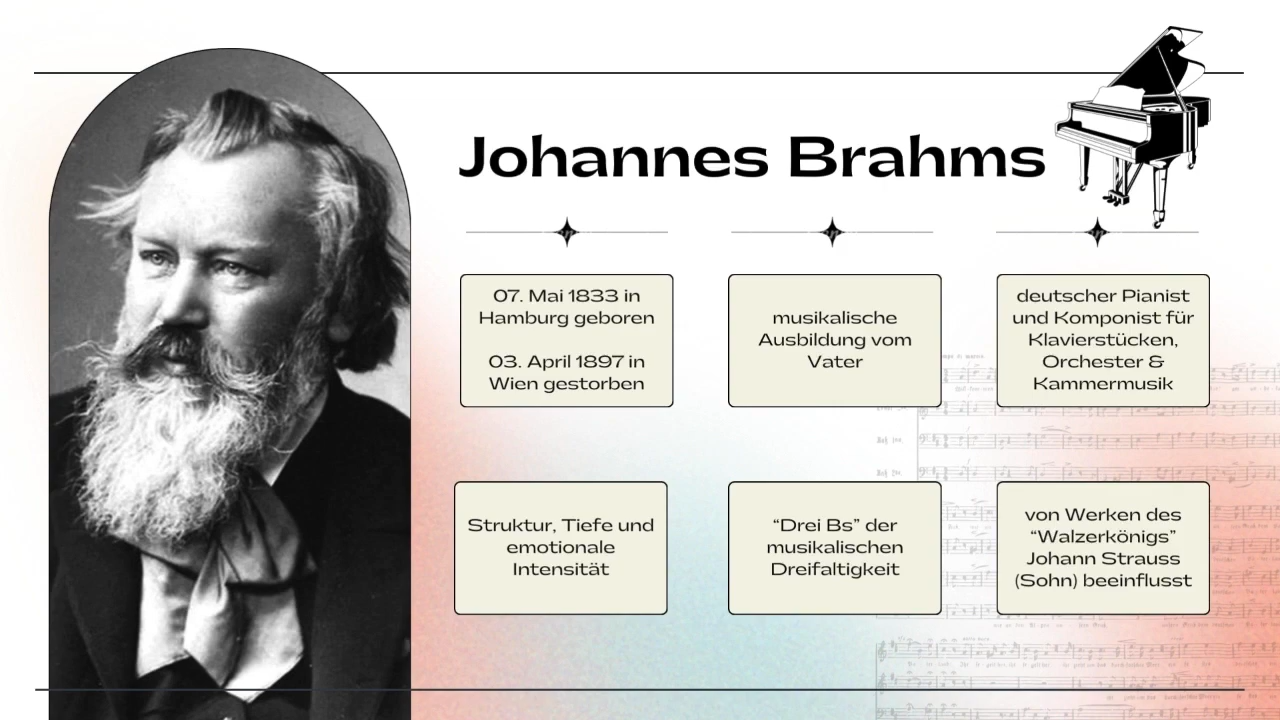 Johannes Brahms
07. Mai 1833 in
Hamburg geboren
03. April 1897 in
Wien gestorben
musikalische
Ausbildung vom
Vater
deutscher Pianist
und Komponist für
Klavierstücken,
Orchester &
Kammermusik
Struktur, Tiefe und
emotionale
Intensität
“Drei Bs” der
musikalischen
Dreifaltigkeit
von Werken des
“Walzerkönigs”
Johann Strauss
(Sohn) beeinflusst